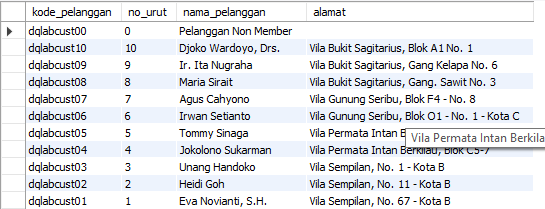 kode_pelanggan no_urut nama_pelanggan alamat
dqlabcust00 0 Pelanggan Non Member
dqlabcust10 10 Djoko Wardoyo, Drs. Vila Bukit Sagitarius, Blok A1 No. 1
dqlabcust09 9 Ir. Ita Nugraha Vila Bukit Sagitarius, Gang Kelapa No. 6
dqlabcust08 8 Maria Sirait Vila Bukit Sagitarius, Gang. Sawit No. 3
dqlabcust07 7 Agus Cahyono Vila Gunung Seribu, Blok F4 - No. 8
dqlabcust06 6 Irwan Setianto Vila Gunung Seribu, Blok O1 - No. 1 - Kota C
dqlabcust05 5 Tommy Sinaga Vila Permata Intan
Vila Permata Intan Berkila
dqlabcust04 4 Jokolono Sukarman Vila Permata Intan Berkilau, Blok C5-7
dqlabcust03 3 Unang Handoko Vila Sempilan, No. 1 - Kota B
dqlabcust02 2 Heidi Goh Vila Sempilan, No. 11 - Kota B
dqlabcust01 1 Eva Novianti, S.H. Vila Sempilan, No. 67 - Kota B